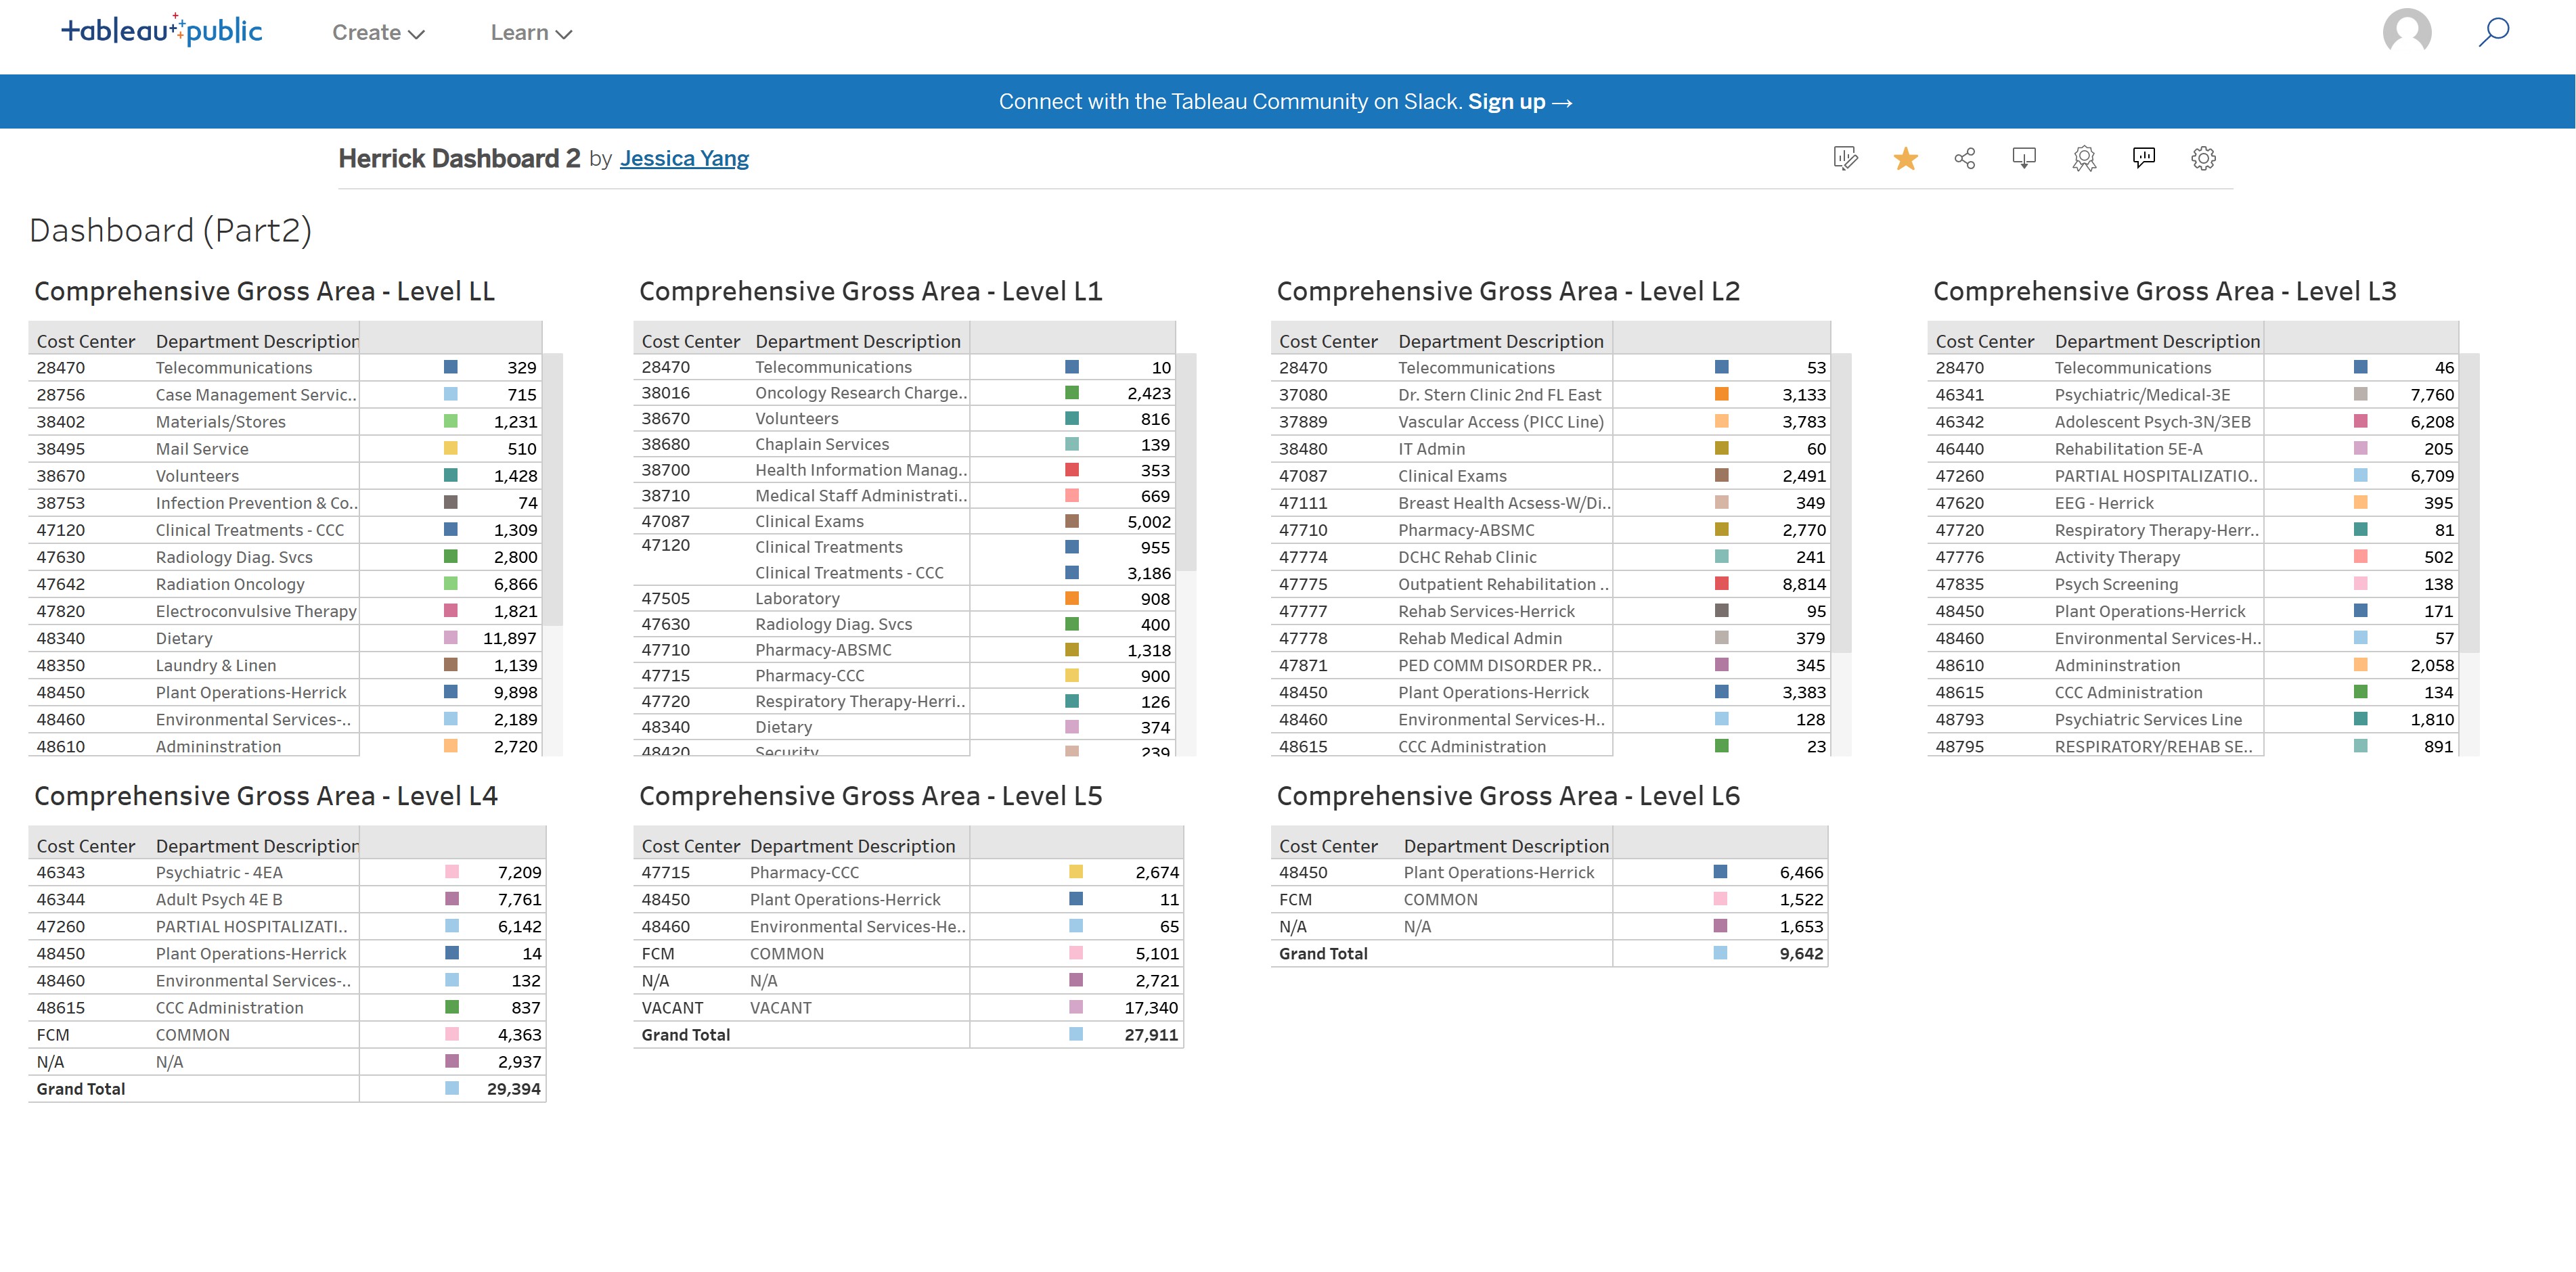 tableau public Create Learn
Connect with the Tableau Community on Slack. Sign up →
Herrick Dashboard 2 by Jessica Yang
Dashboard (Part2)
Comprehensive Gross Area - Level LL
Cost Center Department Description
28470 Telecommunications 329
28756 Case Management Servic.. 715
38402 Materials/Stores 1,231
38495 Mail Service 510
38670 Volunteers 1,428
38753 Infection Prevention & Co.. 74
47120 Clinical Treatments - CCC 1,309
47630 Radiology Diag. Svcs 2,800
47642 Radiation Oncology 6,866
47820 Electroconvulsive Therapy 1,821
48340 Dietary 11,897
48350 Laundry & Linen 1,139
48450 Plant Operations-Herrick 9,898
48460 Environmental Services-.. 2,189
48610 Admininstration 2,720
Comprehensive Gross Area - Level L1
Cost Center Department Description
28470 Telecommunications 10
38016 Oncology Research Charge.. 2,423
38670 Volunteers 816
38680 Chaplain Services 139
38700 Health Information Manag.. 353
38710 Medical Staff Administrati.. 669
47087 Clinical Exams 5,002
47120 Clinical Treatments 955
Clinical Treatments - CCC 3,186
47505 Laboratory 908
47630 Radiology Diag. Svcs 400
47710 Pharmacy-ABSMC 1,318
47715 Pharmacy-CCC 900
47720 Respiratory Therapy-Herri.. 126
48340 Dietary 374
48420 Security 239
Comprehensive Gross Area - Level L2
Cost Center Department Description
28470 Telecommunications 53
37080 Dr. Stern Clinic 2nd FL East 3,133
37889 Vascular Access (PICC Line) 3,783
38480 IT Admin 60
47087 Clinical Exams 2,491
47111 Breast Health Acsess-W/Di.. 349
47710 Pharmacy-ABSMC 2,770
47774 DCHC Rehab Clinic 241
47775 Outpatient Rehabilitation .. 8,814
47777 Rehab Services-Herrick 95
47778 Rehab Medical Admin 379
47871 PED COMM DISORDER PR.. 345
48450 Plant Operations-Herrick 3,383
48460 Environmental Services-H.. 128
48615 CCC Administration 23
Comprehensive Gross Area - Level L3
Cost Center Department Description
28470 Telecommunications 46
46341 Psychiatric/Medical-3E 7,760
46342 Adolescent Psych-3N/3EB 6,208
46440 Rehabilitation 5E-A 205
47260 PARTIAL HOSPITALIZATIO.. 6,709
47620 EEG - Herrick 395
47720 Respiratory Therapy-Herr.. 81
47776 Activity Therapy 502
47835 Psych Screening 138
48450 Plant Operations-Herrick 171
48460 Environmental Services-H.. 57
48610 Admininstration 2,058
48615 CCC Administration 134
48793 Psychiatric Services Line 1,810
48795 RESPIRATORY/REHAB SE.. 891
Comprehensive Gross Area - Level L4
Cost Center Department Description
46343 Psychiatric - 4EA 7,209
46344 Adult Psych 4E B 7,761
47260 PARTIAL HOSPITALIZATI.. 6,142
48450 Plant Operations-Herrick 14
48460 Environmental Services-.. 132
48615 CCC Administration 837
FCM COMMON 4,363
N/A N/A 2,937
Grand Total 29,394
Comprehensive Gross Area - Level L5
Cost Center Department Description
47715 Pharmacy-CCC 2,674
48450 Plant Operations-Herrick 11
48460 Environmental Services-He.. 65
FCM COMMON 5,101
N/A N/A 2,721
VACANT VACANT 17,340
Grand Total 27,911
Comprehensive Gross Area - Level L6
Cost Center Department Description
48450 Plant Operations-Herrick 6,466
FCM COMMON 1,522
N/A N/A 1,653
Grand Total 9,642